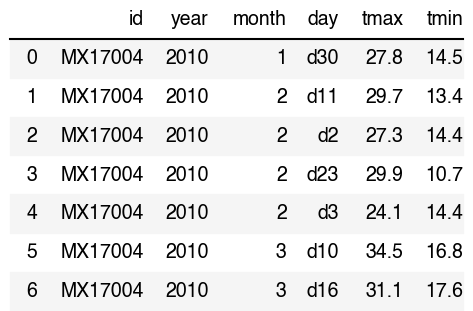 id year month day tmax tmin
0 MX17004 2010 1 d30 27.8 14.5
1 MX17004 2010 2 d11 29.7 13.4
2 MX17004 2010 2 d2 27.3 14.4
3 MX17004 2010 2 d23 29.9 10.7
4 MX17004 2010 2 d3 24.1 14.4
5 MX17004 2010 3 d10 34.5 16.8
6 MX17004 2010 3 d16 31.1 17.6